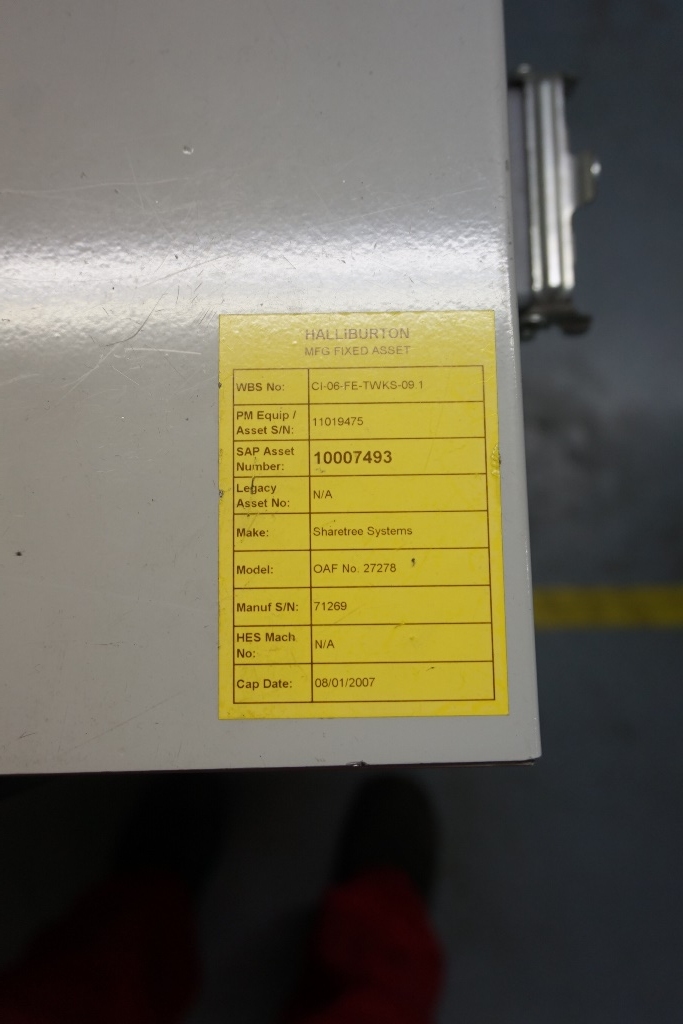 HALLIBURTON
MFG FIXED ASSET
WBS No: CI-06-FE-TWKS-09.1
PM Equip / Asset S/N: 11019475
SAP Asset Number: 10007493
Legacy Asset No: N/A
Make: Sharetree Systems
Model: OAF No. 27278
Manuf S/N: 71269
HES Mach No: N/A
Cap Date: 08/01/2007